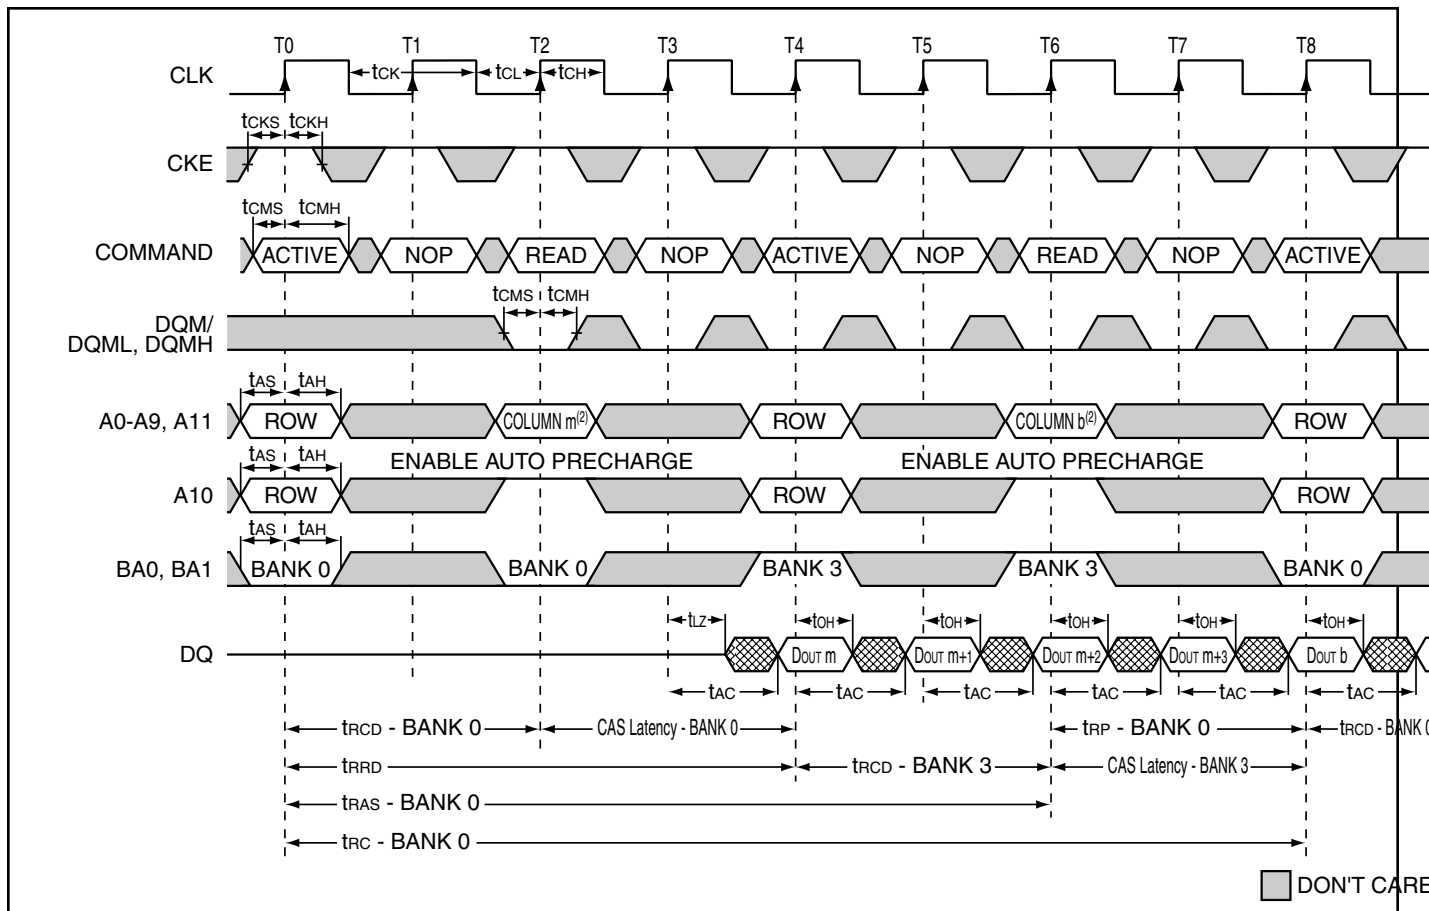 T0 T1 T2 T3 T4 T5 T6 T7 T8
CLK tCK tCL tCH
tCKS tCKH
CKE
tCMS tCMH
COMMAND ACTIVE NOP READ NOP ACTIVE NOP READ NOP ACTIVE
tCMS tCMH
DQM/
DQML, DQMH
tAS tAH
A0-A9, A11 ROW COLUMN m(2) ROW COLUMN b(2) ROW
tAS tAH ENABLE AUTO PRECHARGE ENABLE AUTO PRECHARGE
A10 ROW ROW ROW
tAS tAH
BA0, BA1 BANK 0 BANK 0 BANK 3 BANK 3 BANK 0
tLZ tOH tOH tOH tOH tOH
DQ DOUT m DOUT m+1 DOUT m+2 DOUT m+3 DOUT b
tAC tAC tAC tAC tAC tAC
tRCD - BANK 0 CAS Latency - BANK 0 tRP - BANK 0 tRCD - BANK 0
tRRD tRCD - BANK 3 CAS Latency - BANK 3
tRAS - BANK 0
tRC - BANK 0
DON'T CARE